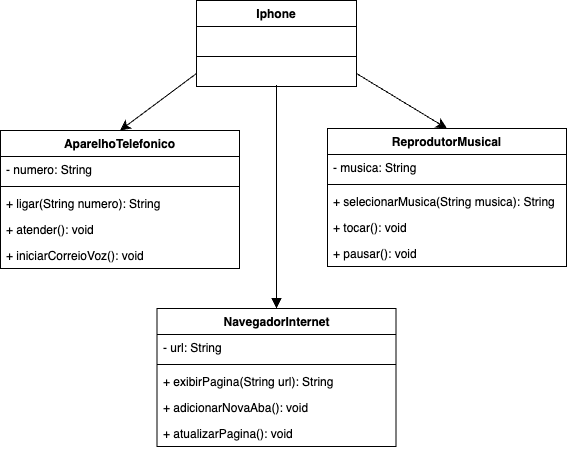 Iphone
AparelhoTelefonico
- numero: String
+ ligar(String numero): String
+ atender(): void
+ iniciarCorreioVoz(): void
ReprodutorMusical
- musica: String
+ selecionarMusica(String musica): String
+ tocar(): void
+ pausar(): void
NavegadorInternet
- url: String
+ exibirPagina(String url): String
+ adicionarNovaAba(): void
+ atualizarPagina(): void